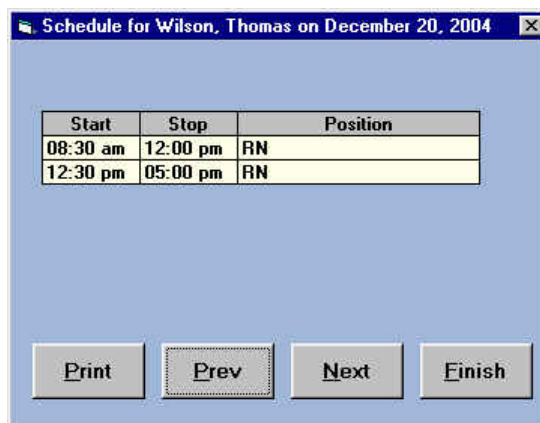 Schedule for Wilson, Thomas on December 20, 2004
Start Stop Position
08:30 am 12:00 pm RN
12:30 pm 05:00 pm RN
Print Prev Next Finish